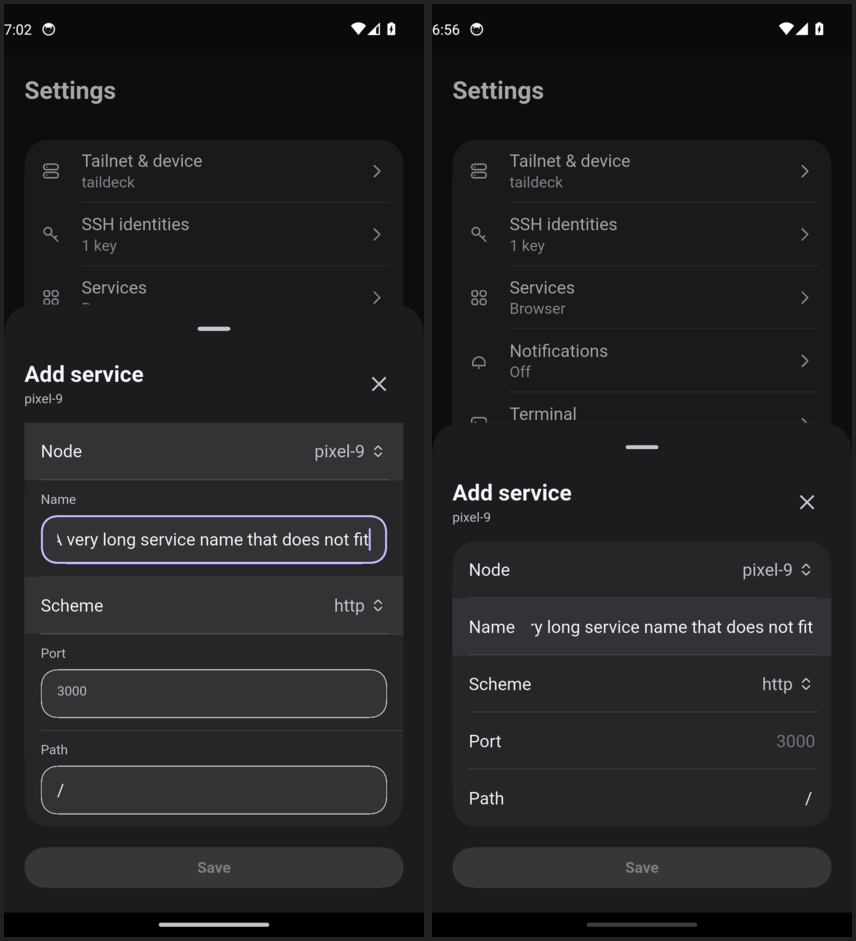 7:02
Settings
Tailnet & device
taildeck
SSH identities
1 key
Services
Add service
pixel-9
Node pixel-9
Name
very long service name that does not fit
Scheme http
Port
3000
Path
/
Save
6:56
Settings
Tailnet & device
taildeck
SSH identities
1 key
Services
Browser
Notifications
Off
Terminal
Add service
pixel-9
Node pixel-9
Name ry long service name that does not fit
Scheme http
Port 3000
Path /
Save